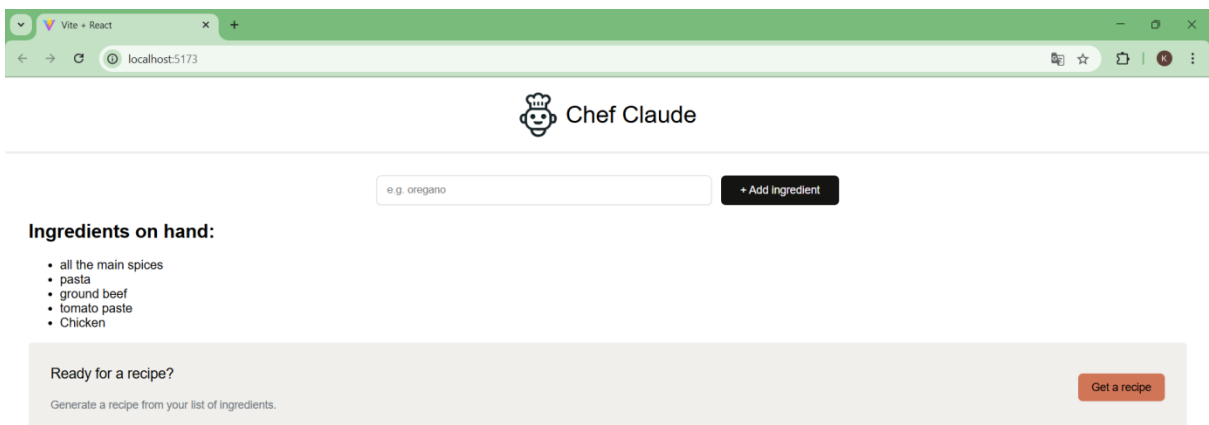 Vite + React
localhost:5173
K
Chef Claude
e.g. oregano
+ Add ingredient
Ingredients on hand:
• all the main spices
• pasta
• ground beef
• tomato paste
• Chicken
Ready for a recipe?
Get a recipe
Generate a recipe from your list of ingredients.